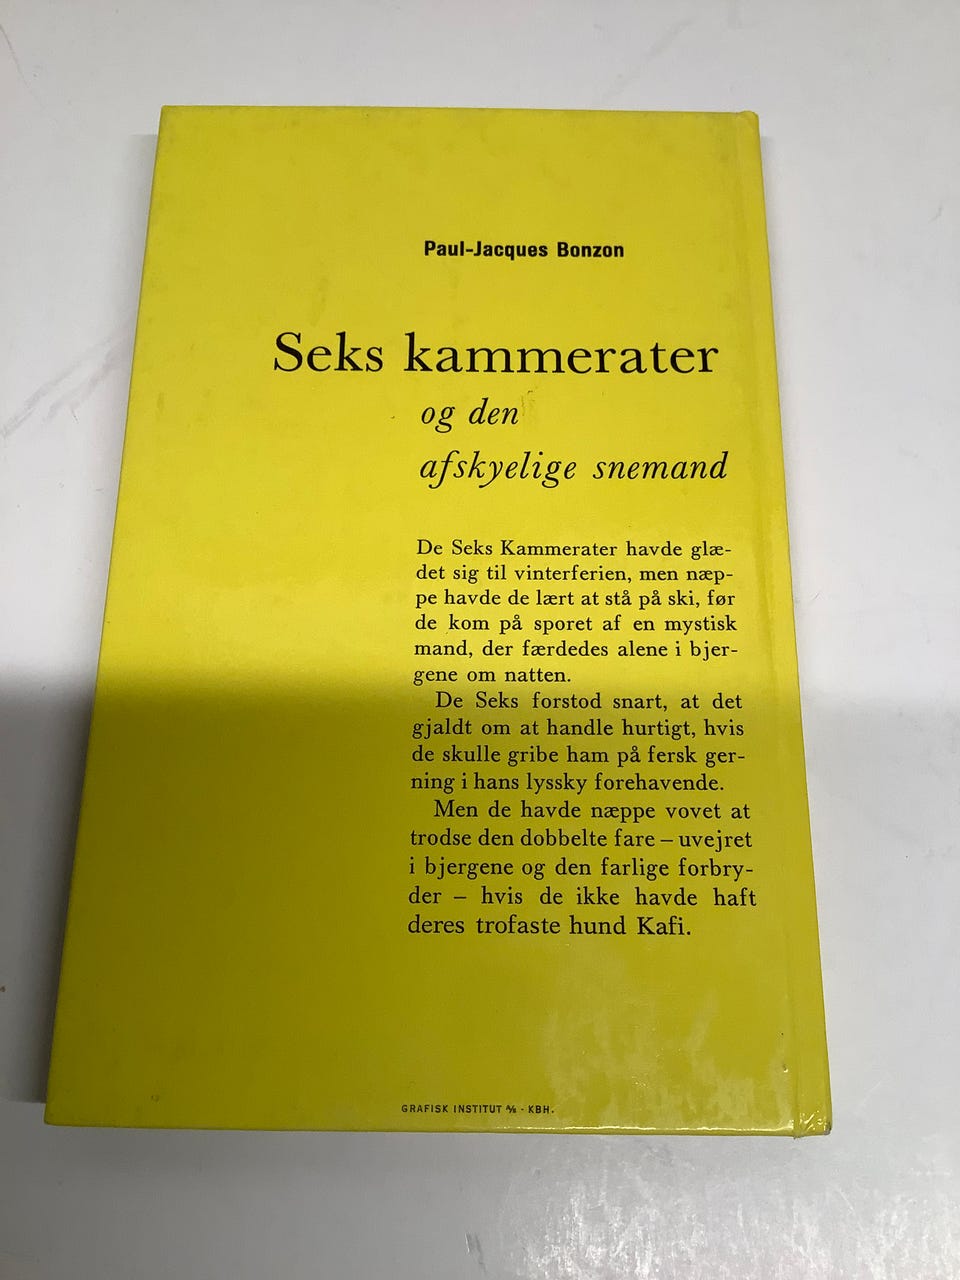 Paul-Jacques Bonzon
Seks kammerater
og den
afskyelige snemand
De Seks Kammerater havde glæ-
det sig til vinterferien, men næp-
pe havde de lært at stå på ski, før
de kom på sporet af en mystisk
mand, der færdedes alene i bjer-
gene om natten.
De Seks forstod snart, at det
gjaldt om at handle hurtigt, hvis
de skulle gribe ham på fersk ger-
ning i hans lyssky forehavende.
Men de havde næppe vovet at
trodse den dobbelte fare – uvejret
i bjergene og den farlige forbry-
der – hvis de ikke havde haft
deres trofaste hund Kafi.
GRAFISK INSTITUT A/S - KBH.